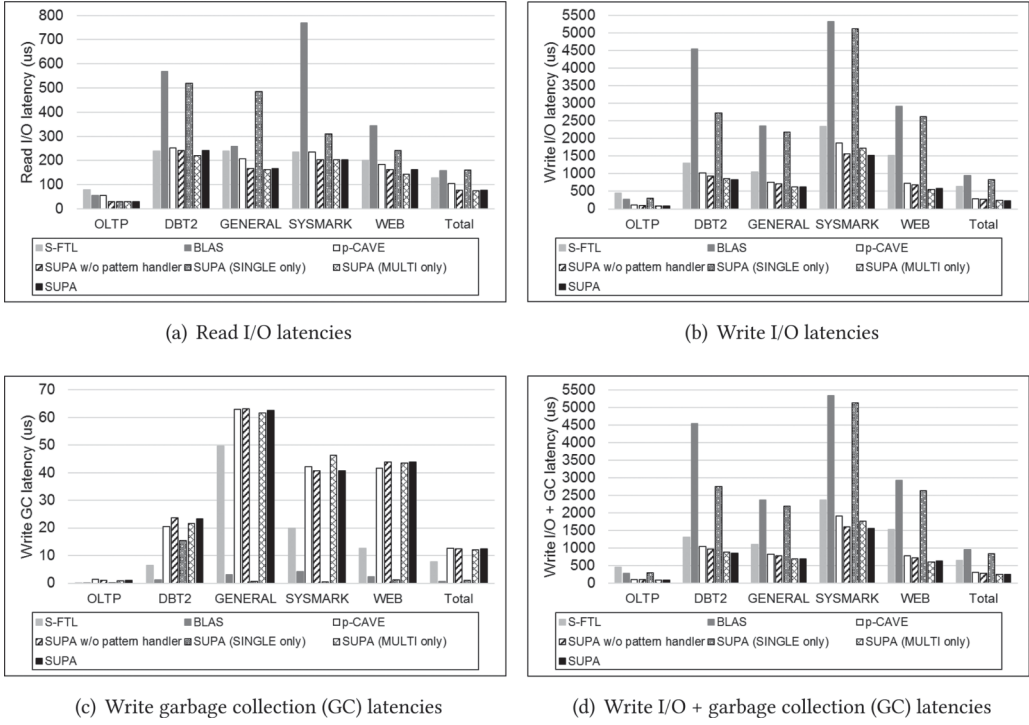 800
700
600
500
400
300
200
100
0
Read I/O latency (us)
OLTP DBT2 GENERAL SYSMARK WEB Total
S-FTL BLAS p-CAVE
SUPA w/o pattern handler SUPA (SINGLE only) SUPA (MULTI only)
SUPA
(a) Read I/O latencies
5500
5000
4500
4000
3500
3000
2500
2000
1500
1000
500
0
Write I/O latency (us)
OLTP DBT2 GENERAL SYSMARK WEB Total
S-FTL BLAS p-CAVE
SUPA w/o pattern handler SUPA (SINGLE only) SUPA (MULTI only)
SUPA
(b) Write I/O latencies
70
60
50
40
30
20
10
0
Write GC latency (us)
OLTP DBT2 GENERAL SYSMARK WEB Total
S-FTL BLAS p-CAVE
SUPA w/o pattern handler SUPA (SINGLE only) SUPA (MULTI only)
SUPA
(c) Write garbage collection (GC) latencies
5500
5000
4500
4000
3500
3000
2500
2000
1500
1000
500
0
Write I/O + GC latency (us)
OLTP DBT2 GENERAL SYSMARK WEB Total
S-FTL BLAS p-CAVE
SUPA w/o pattern handler SUPA (SINGLE only) SUPA (MULTI only)
SUPA
(d) Write I/O + garbage collection (GC) latencies